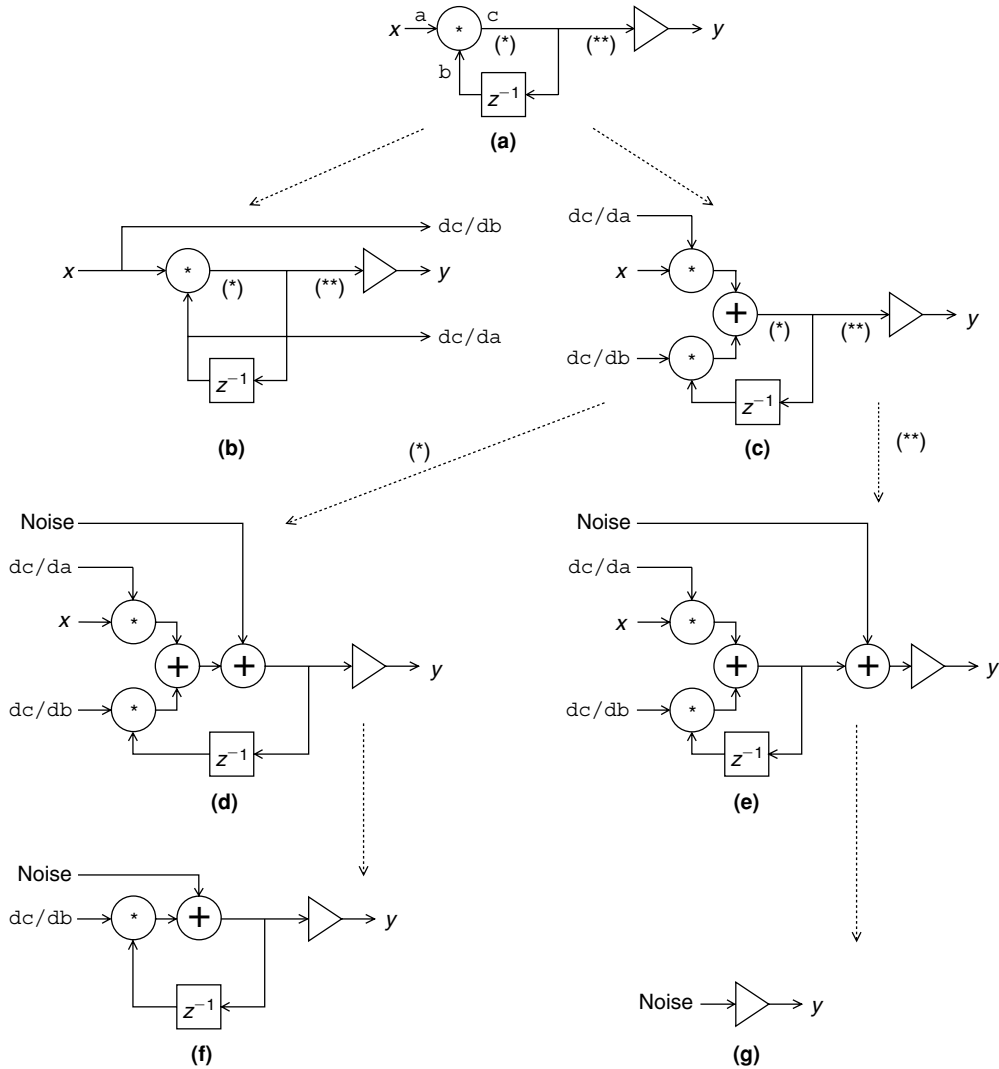 a c
x * y
(*) (**)
b
z⁻¹
(a)
dc/db
x * (*) (**) y
dc/da
z⁻¹
(b)
dc/da
x *
+ (*) (**) y
dc/db *
z⁻¹
(c)
(*)
(**)
Noise
dc/da
x *
+ + y
dc/db *
z⁻¹
(d)
Noise
dc/da
x *
+ + y
dc/db *
z⁻¹
(e)
Noise
dc/db * + y
z⁻¹
(f)
Noise y
(g)